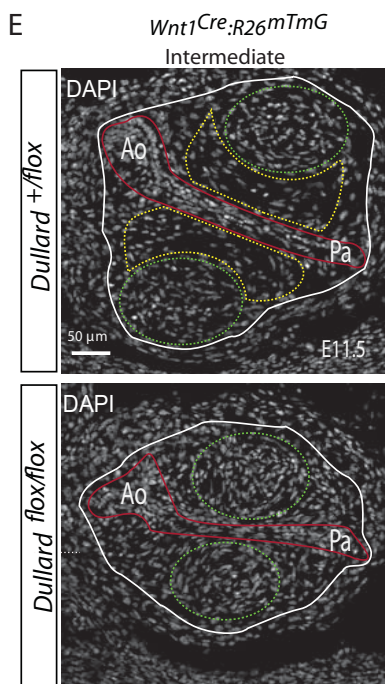 E
Wnt1Cre:R26mTmG
Intermediate
Dullard +/flox
DAPI
Ao
Pa
50 µm
E11.5
Dullard flox/flox
DAPI
Ao
Pa